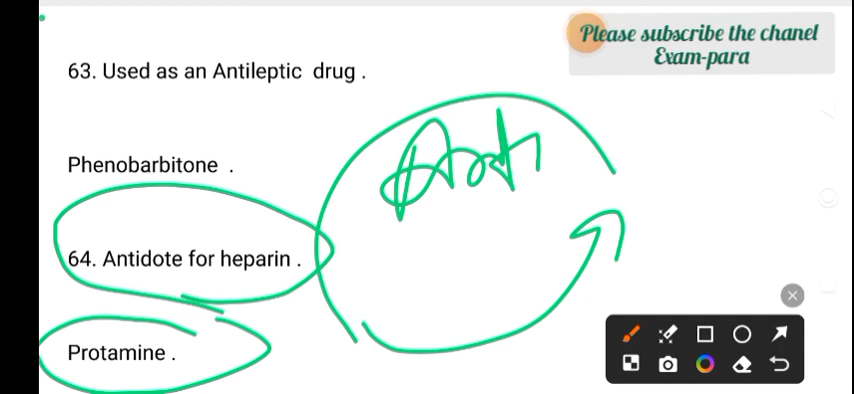 Please subscribe the chanel
Exam-para
63. Used as an Antileptic drug .
Phenobarbitone .
64. Antidote for heparin .
Protamine .